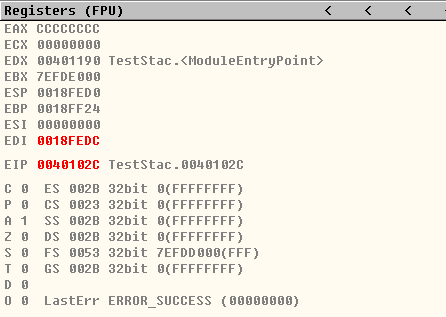 Registers (FPU) < < <
EAX CCCCCCCC
ECX 00000000
EDX 00401190 TestStac.<ModuleEntryPoint>
EBX 7EFDE000
ESP 0018FED0
EBP 0018FF24
ESI 00000000
EDI 0018FEDC
EIP 0040102C TestStac.0040102C
C 0 ES 002B 32bit 0(FFFFFFFF)
P 0 CS 0023 32bit 0(FFFFFFFF)
A 1 SS 002B 32bit 0(FFFFFFFF)
Z 0 DS 002B 32bit 0(FFFFFFFF)
S 0 FS 0053 32bit 7EFDD000(FFF)
T 0 GS 002B 32bit 0(FFFFFFFF)
D 0
O 0 LastErr ERROR_SUCCESS (00000000)